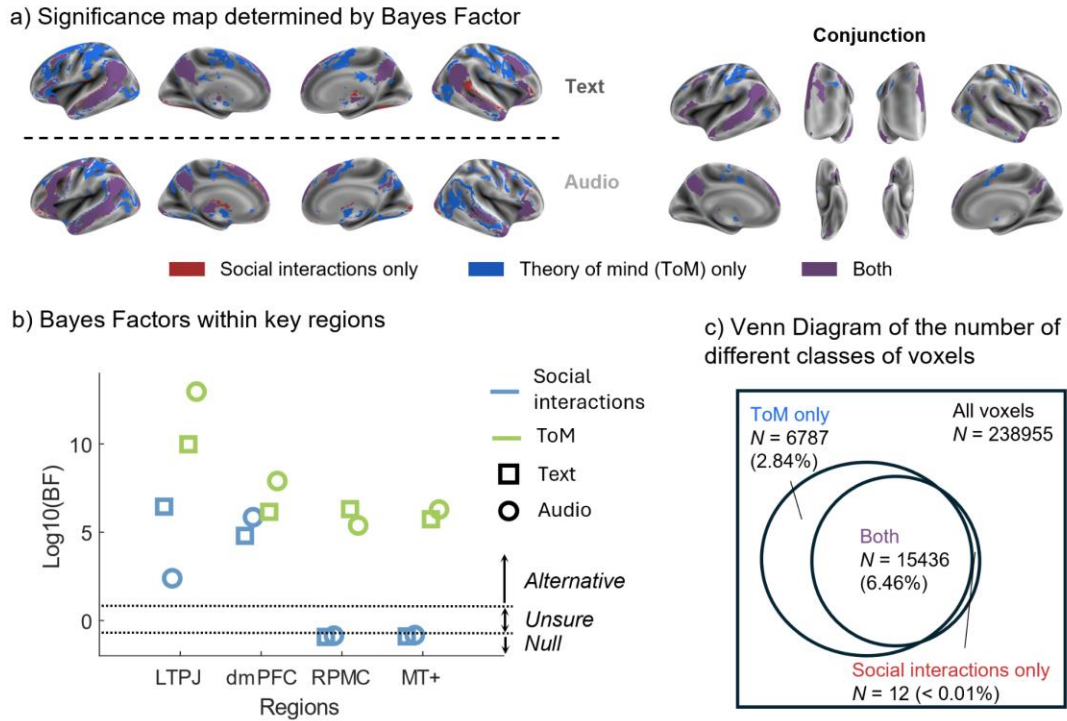 a) Significance map determined by Bayes Factor
Conjunction
Text
Audio
Social interactions only
Theory of mind (ToM) only
Both
b) Bayes Factors within key regions
Log10(BF)
10
5
0
LTPJ
dmPFC
RPMC
MT+
Regions
Social
interactions
ToM
Text
Audio
Alternative
Unsure
Null
c) Venn Diagram of the number of
different classes of voxels
ToM only
N = 6787
(2.84%)
All voxels
N = 238955
Both
N = 15436
(6.46%)
Social interactions only
N = 12 (< 0.01%)